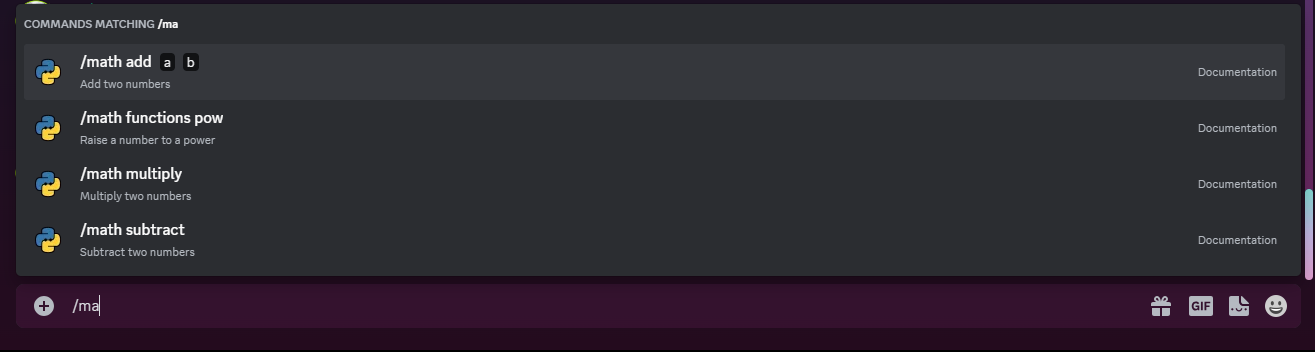 COMMANDS MATCHING /ma
/math add a b
Add two numbers
Documentation
/math functions pow
Raise a number to a power
Documentation
/math multiply
Multiply two numbers
Documentation
/math subtract
Subtract two numbers
Documentation
/ma
GIF